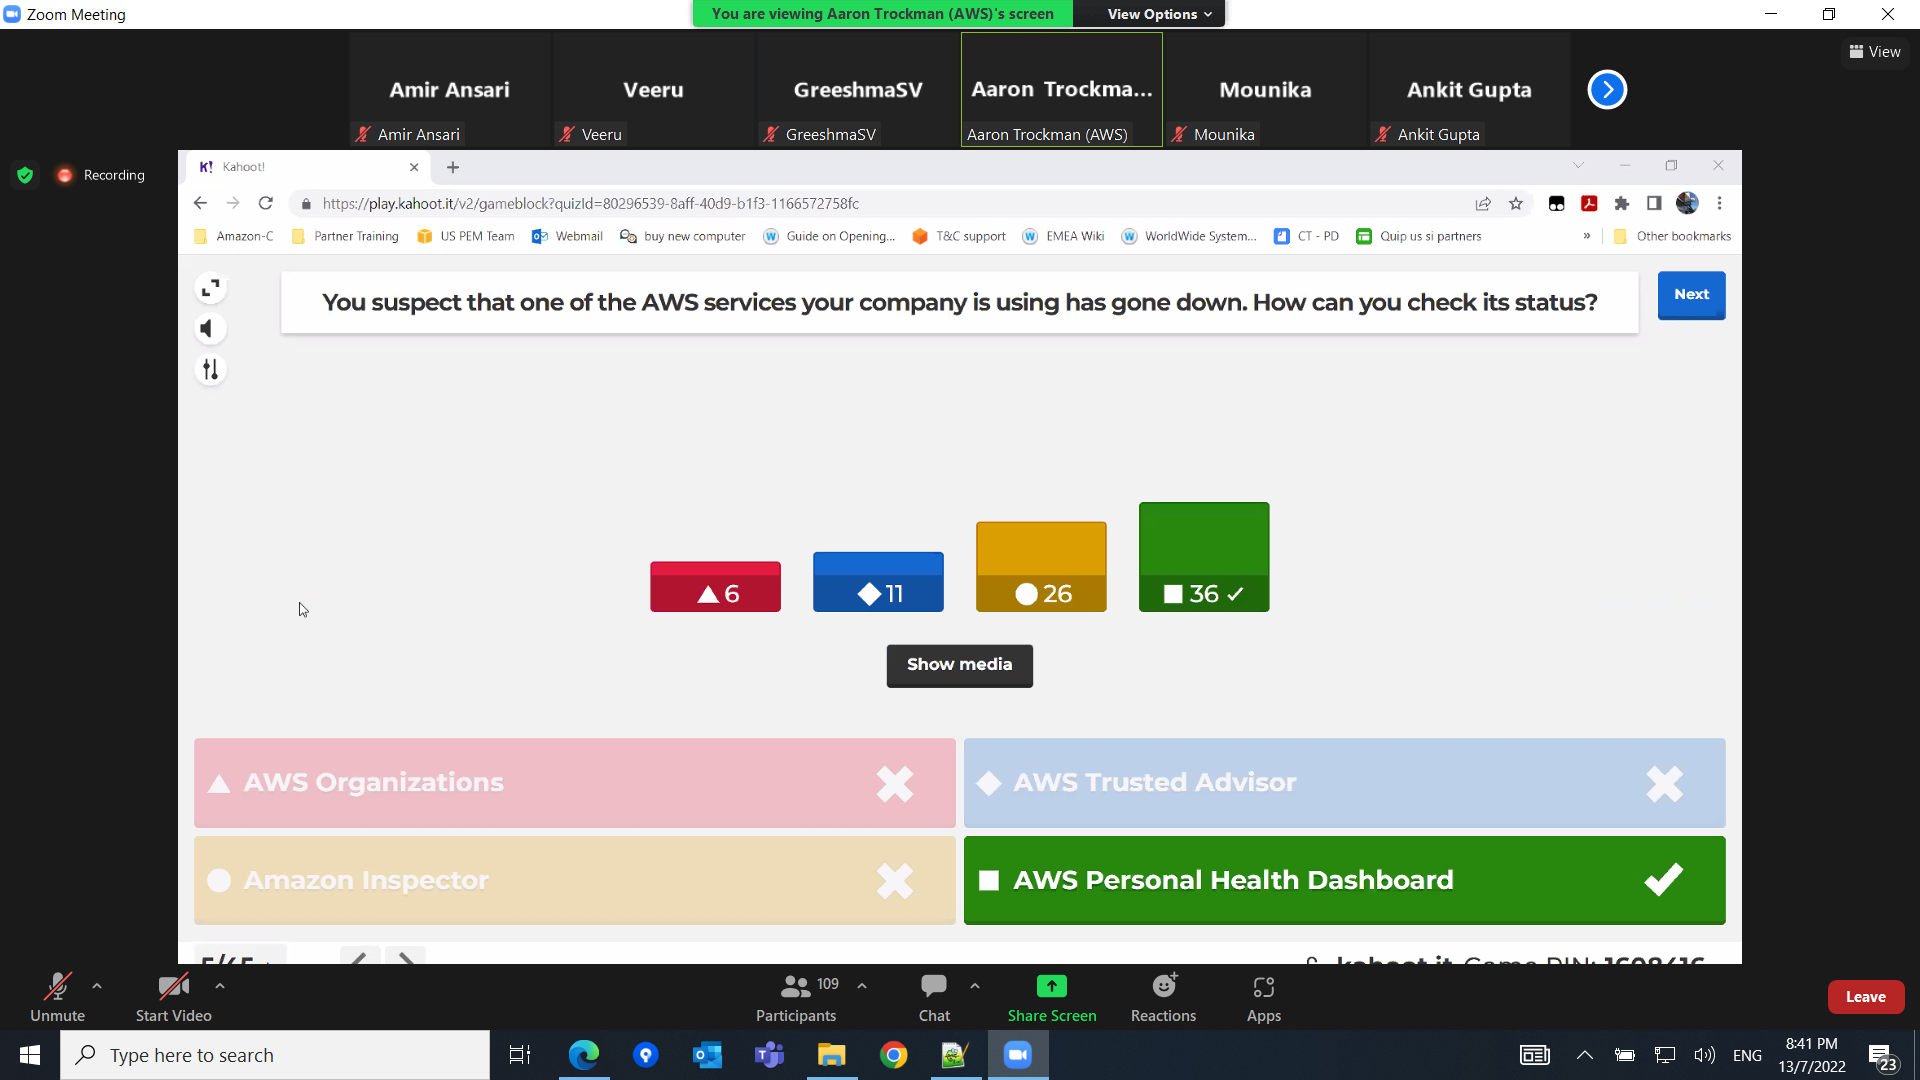 Zoom Meeting
You are viewing Aaron Trockman (AWS)'s screen
View Options
View
Amir Ansari
Veeru
GreeshmaSV
Aaron Trockma...
Mounika
Ankit Gupta
Amir Ansari
Veeru
GreeshmaSV
Aaron Trockman (AWS)
Mounika
Ankit Gupta
Recording
K! Kahoot!
https://play.kahoot.it/v2/gameblock?quizId=80296539-8aff-40d9-b1f3-1166572758fc
Amazon-C
Partner Training
US PEM Team
Webmail
buy new computer
Guide on Opening...
T&C support
EMEA Wiki
WorldWide System...
CT - PD
Quip us si partners
»
Other bookmarks
You suspect that one of the AWS services your company is using has gone down. How can you check its status?
Next
6
11
26
36
Show media
AWS Organizations
AWS Trusted Advisor
Amazon Inspector
AWS Personal Health Dashboard
5/65
kahoot.it Game PIN: 1608416
Unmute
Start Video
109
Participants
Chat
Share Screen
Reactions
Apps
Leave
Type here to search
ENG
8:41 PM
13/7/2022
23